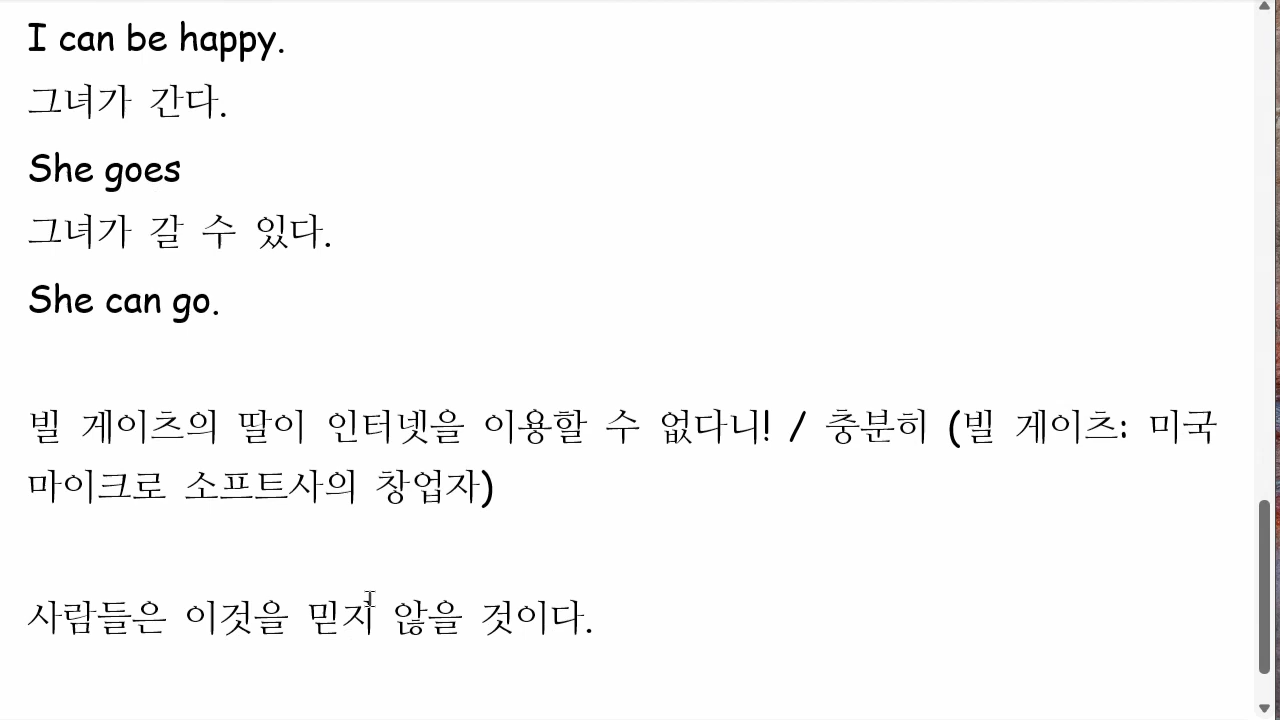 I can be happy.
그녀가 간다.
She goes
그녀가 갈 수 있다.
She can go.
빌 게이츠의 딸이 인터넷을 이용할 수 없다니! / 충분히 (빌 게이츠: 미국
마이크로 소프트사의 창업자)
사람들은 이것을 믿지 않을 것이다.